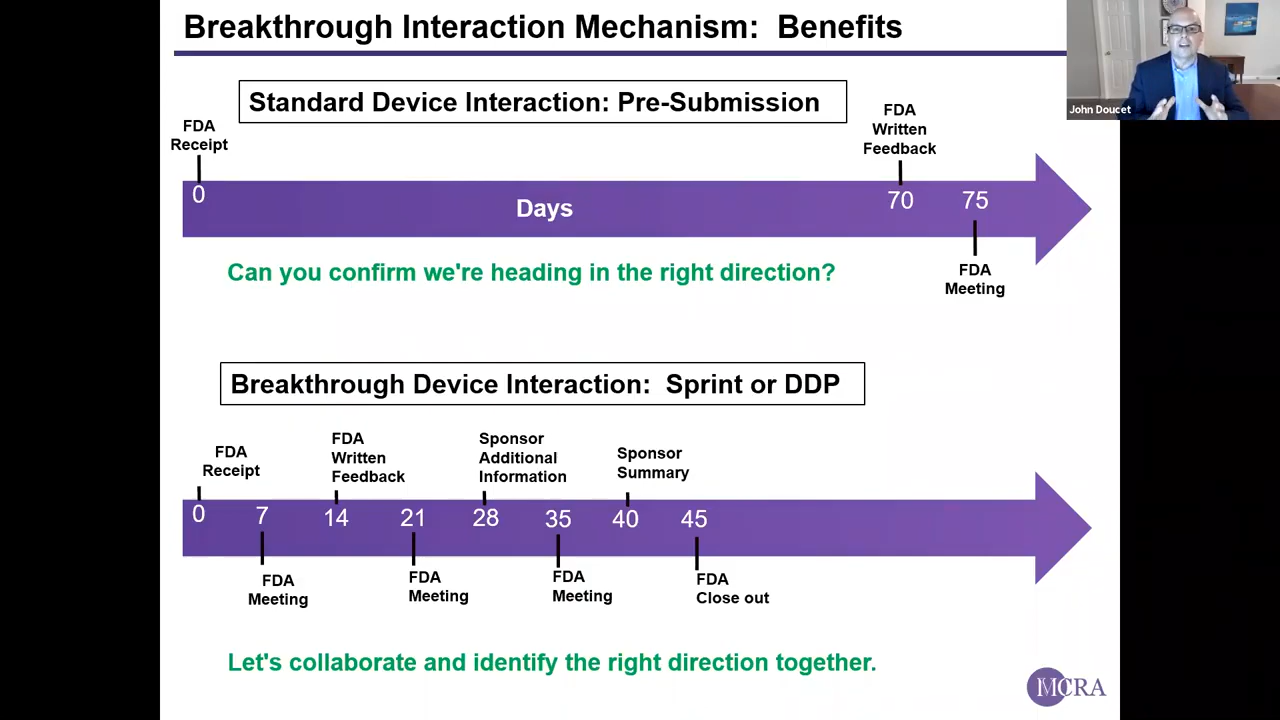 Breakthrough Interaction Mechanism:  Benefits
John Doucet
Standard Device Interaction: Pre-Submission
FDA
Receipt
FDA
Written
Feedback
0
Days
70
75
Can you confirm we're heading in the right direction?
FDA
Meeting
Breakthrough Device Interaction:  Sprint or DDP
FDA
Receipt
FDA
Written
Feedback
Sponsor
Additional
Information
Sponsor
Summary
0
7
14
21
28
35
40
45
FDA
Meeting
FDA
Meeting
FDA
Meeting
FDA
Close out
Let's collaborate and identify the right direction together.
MCRA